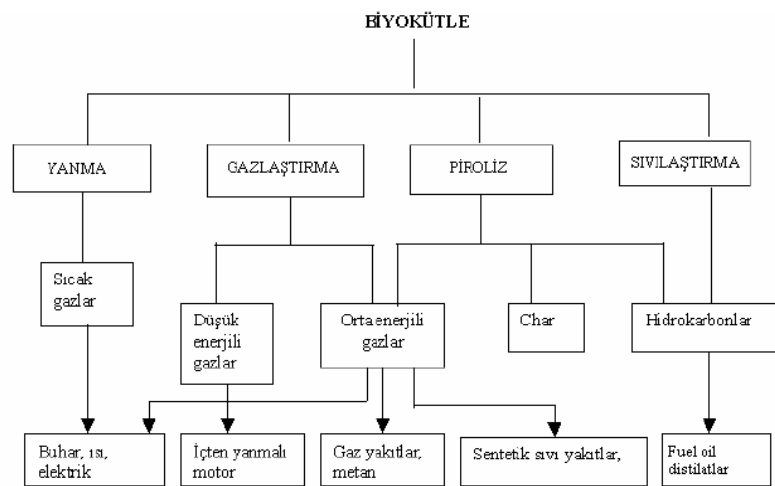 BİYOKÜTLE
YANMA
GAZLAŞTIRMA
PİROLİZ
SIVILAŞTIRMA
Sıcak
gazlar
Düşük
enerjili
gazlar
Orta enerjili
gazlar
Char
Hidrokarbonlar
Buhar, ısı,
elektrik
İçten yanmalı
motor
Gaz yakıtlar,
metan
Sentetik sıvı yakıtlar,
Fuel oil
distilatlar